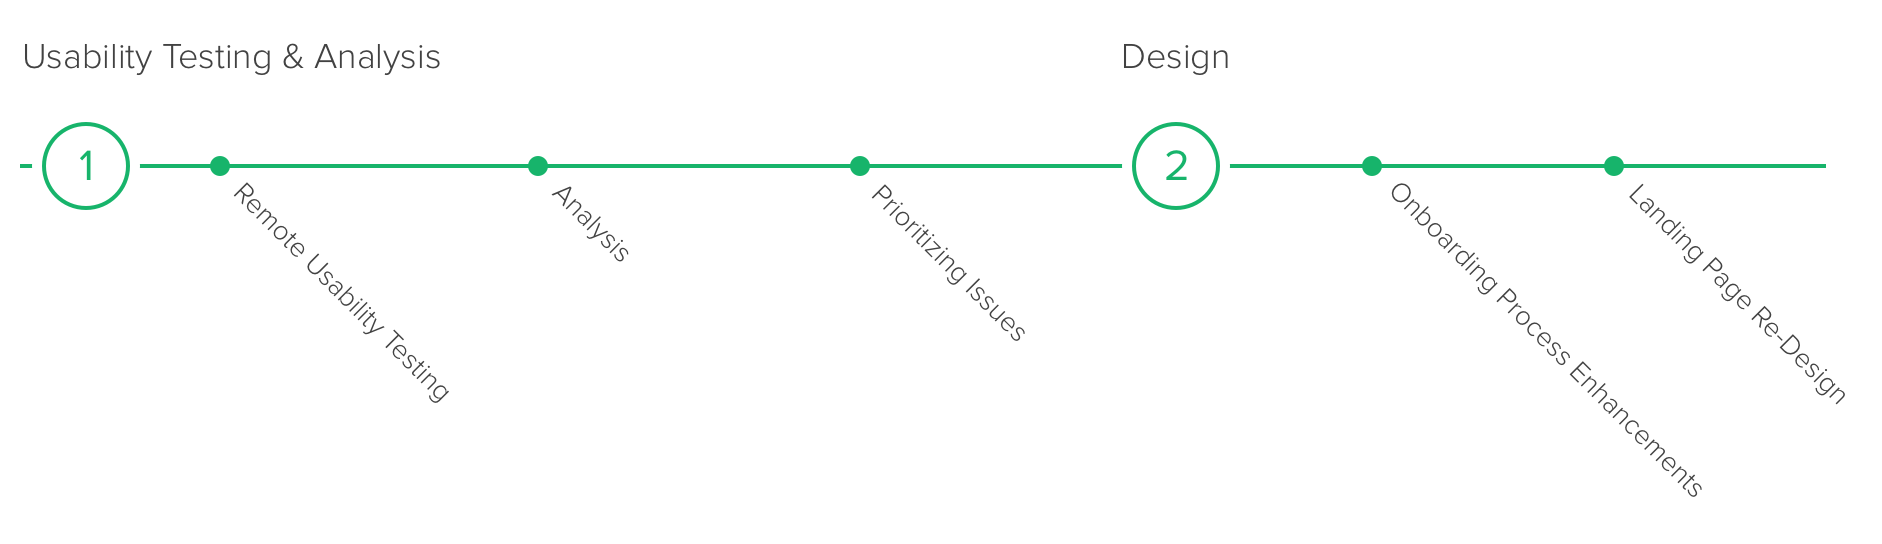 Usability Testing & Analysis
Design
1
2
Remote Usability Testing
Analysis
Prioritizing Issues
Onboarding Process Enhancements
Landing Page Re-Design